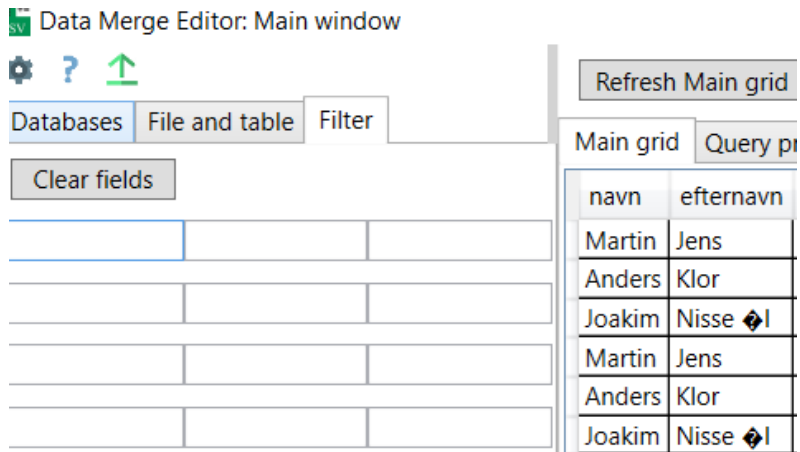 SV Data Merge Editor: Main window
?
Refresh Main grid
Databases File and table Filter
Main grid Query pr
Clear fields
navn efternavn
Martin Jens
Anders Klor
Joakim Nisse �l
Martin Jens
Anders Klor
Joakim Nisse �l